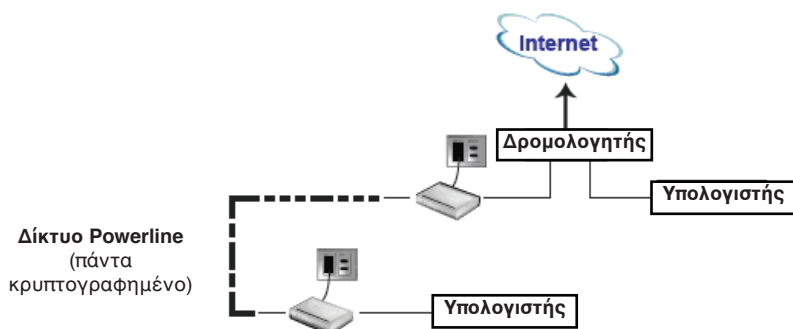 Internet
Δρομολογητής
Υπολογιστής
Δίκτυο Powerline
(πάντα
κρυπτογραφημένο)
Υπολογιστής